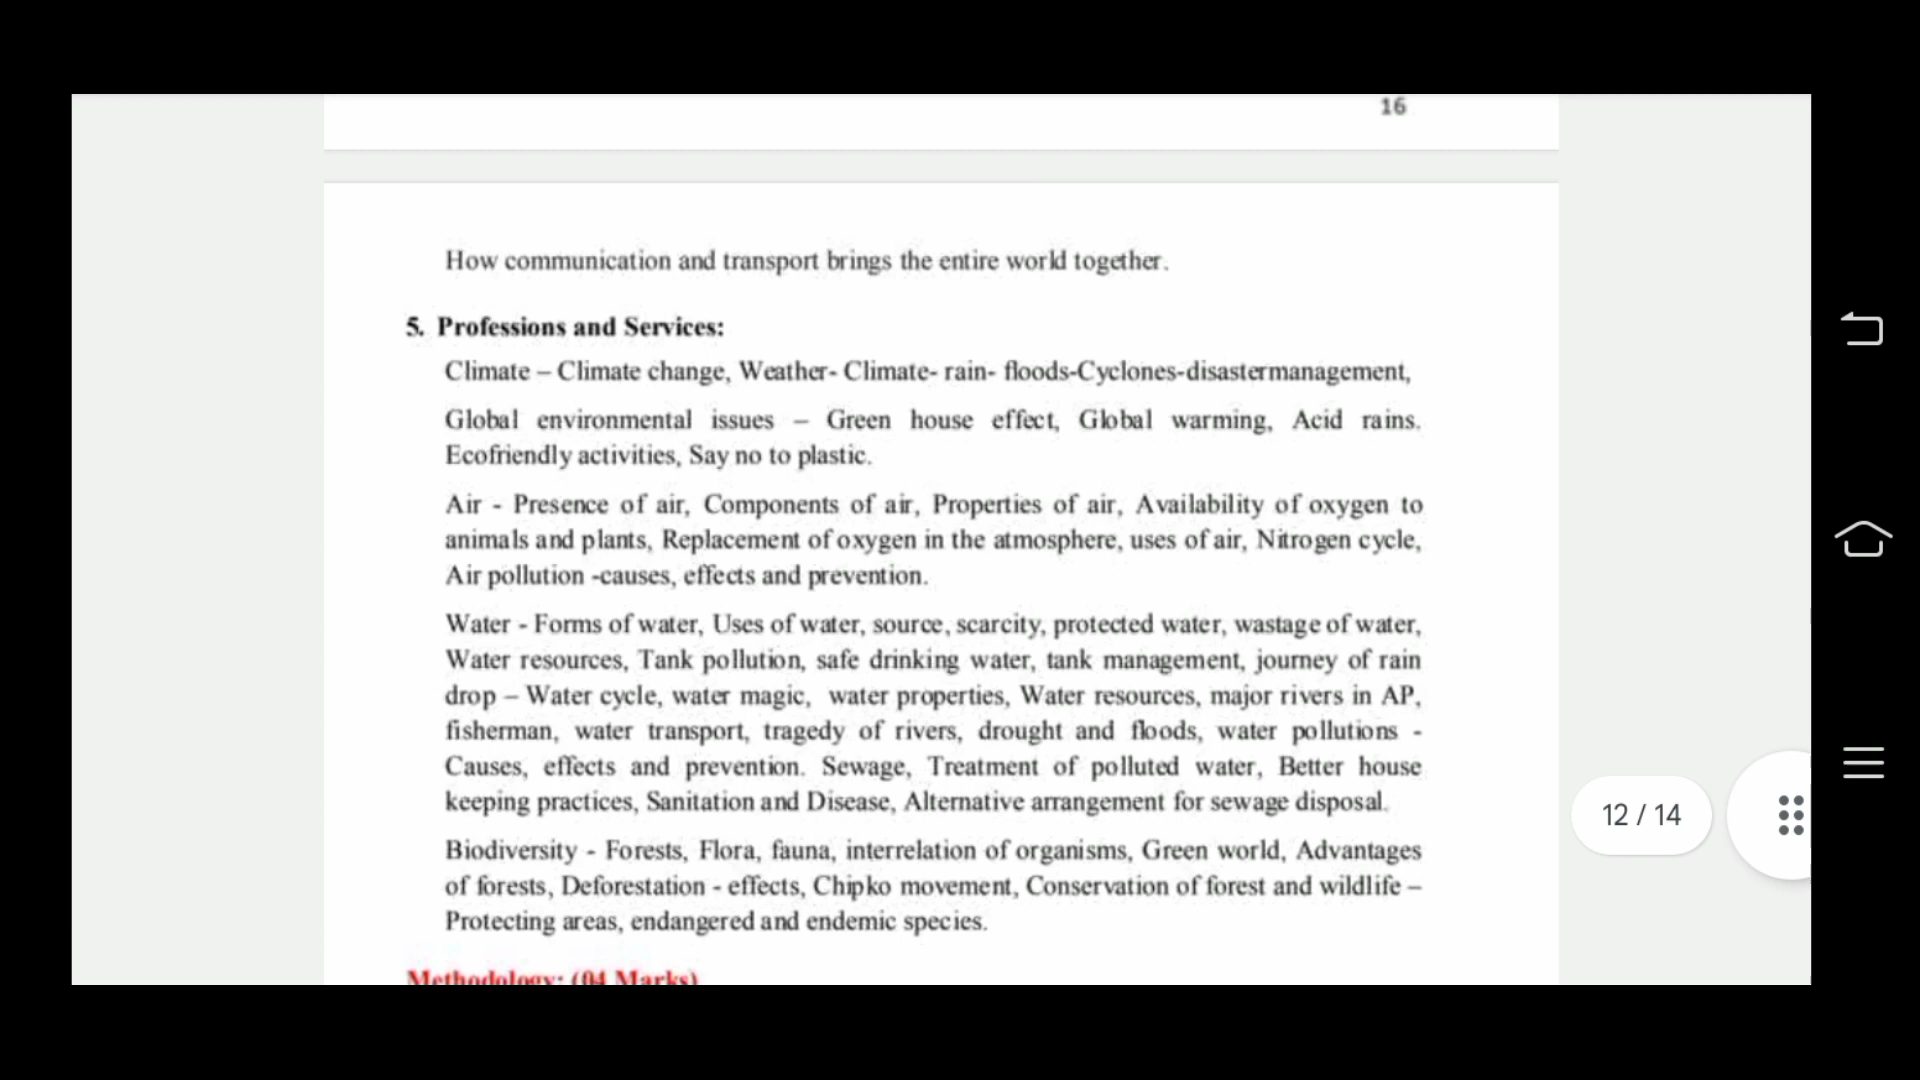 16
How communication and transport brings the entire world together.
5. Professions and Services:
Climate – Climate change, Weather- Climate- rain- floods-Cyclones-disastermanagement,
Global environmental issues – Green house effect, Global warming, Acid rains.
Ecofriendly activities, Say no to plastic.
Air - Presence of air, Components of air, Properties of air, Availability of oxygen to
animals and plants, Replacement of oxygen in the atmosphere, uses of air, Nitrogen cycle,
Air pollution -causes, effects and prevention.
Water - Forms of water, Uses of water, source, scarcity, protected water, wastage of water,
Water resources, Tank pollution, safe drinking water, tank management, journey of rain
drop – Water cycle, water magic, water properties, Water resources, major rivers in AP,
fisherman, water transport, tragedy of rivers, drought and floods, water pollutions -
Causes, effects and prevention. Sewage, Treatment of polluted water, Better house
keeping practices, Sanitation and Disease, Alternative arrangement for sewage disposal.
Biodiversity - Forests, Flora, fauna, interrelation of organisms, Green world, Advantages
of forests, Deforestation - effects, Chipko movement, Conservation of forest and wildlife –
Protecting areas, endangered and endemic species.
Methodology: (04 Marks)
12 / 14